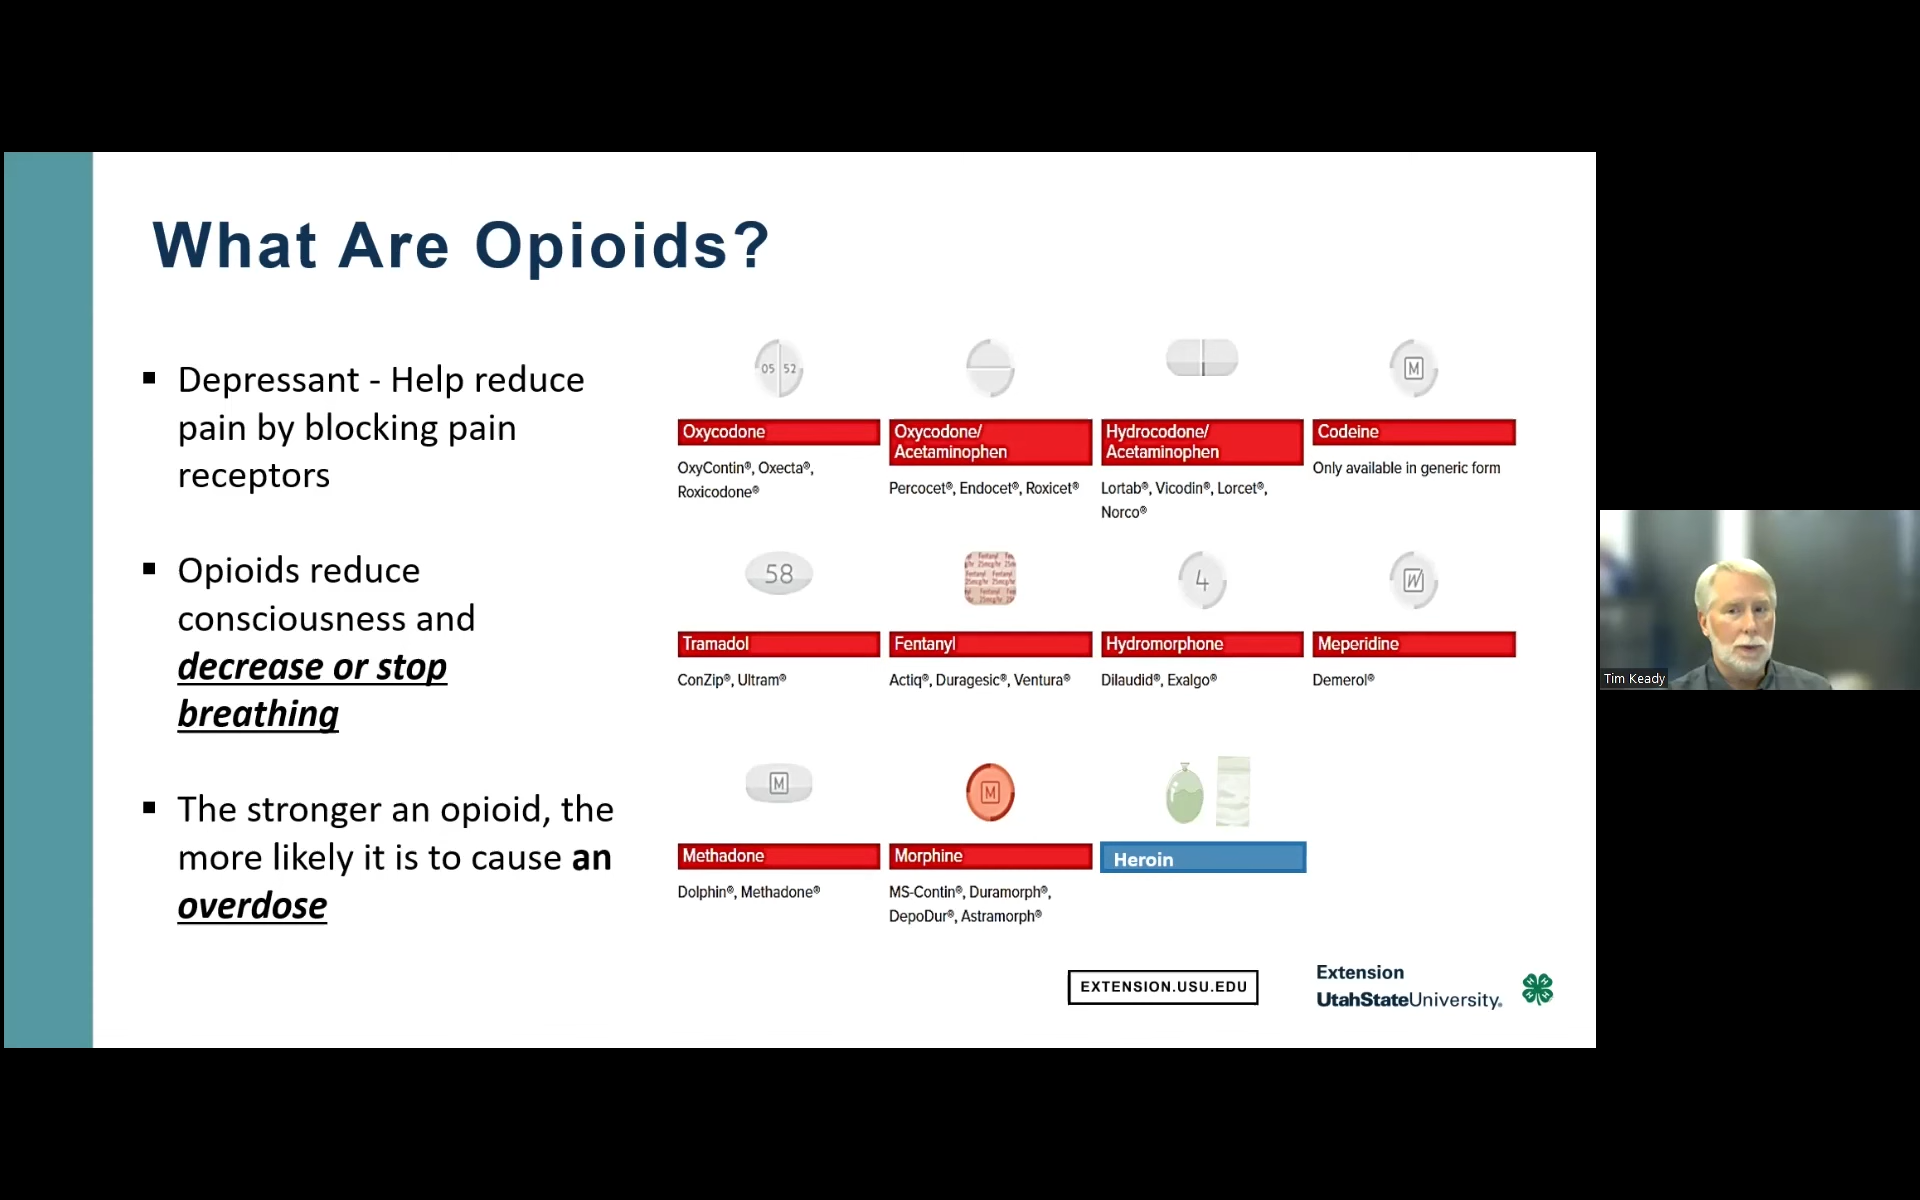 What Are Opioids?
▪ Depressant - Help reduce
pain by blocking pain
receptors
▪ Opioids reduce
consciousness and
decrease or stop
breathing
▪ The stronger an opioid, the
more likely it is to cause an
overdose
05 52
Oxycodone
OxyContin®, Oxecta®,
Roxicodone®
Oxycodone/
Acetaminophen
Percocet®, Endocet®, Roxicet®
Hydrocodone/
Acetaminophen
Lortab®, Vicodin®, Lorcet®,
Norco®
M
Codeine
Only available in generic form
58
Tramadol
ConZip®, Ultram®
Fentanyl
Actiq®, Duragesic®, Ventura®
4
Hydromorphone
Dilaudid®, Exalgo®
W
Meperidine
Demerol®
M
Methadone
Dolphin®, Methadone®
M
Morphine
MS-Contin®, Duramorph®,
DepoDur®, Astramorph®
Heroin
EXTENSION.USU.EDU
Extension
UtahStateUniversity.
Tim Keady